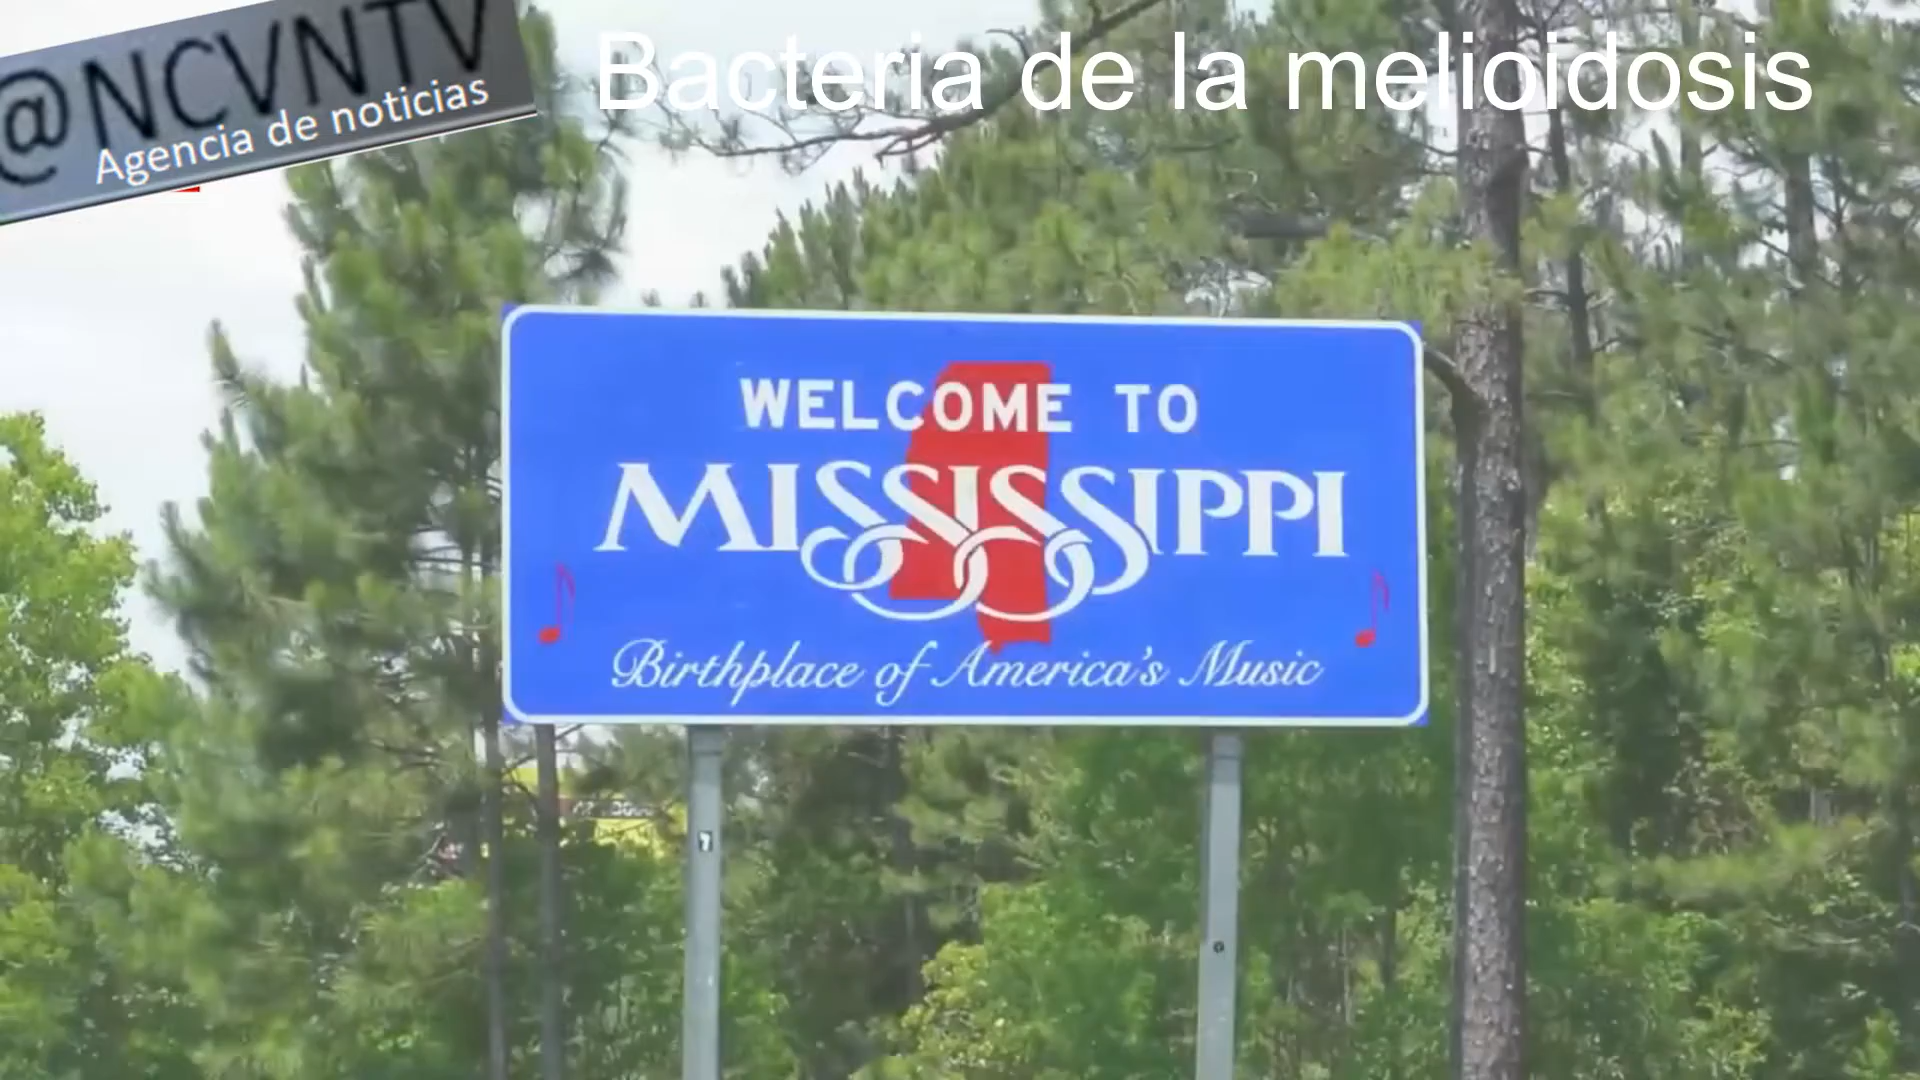 @NCVNTV
Agencia de noticias
Bacteria de la melioidosis
WELCOME TO
MISSISSIPPI
Birthplace of America's Music